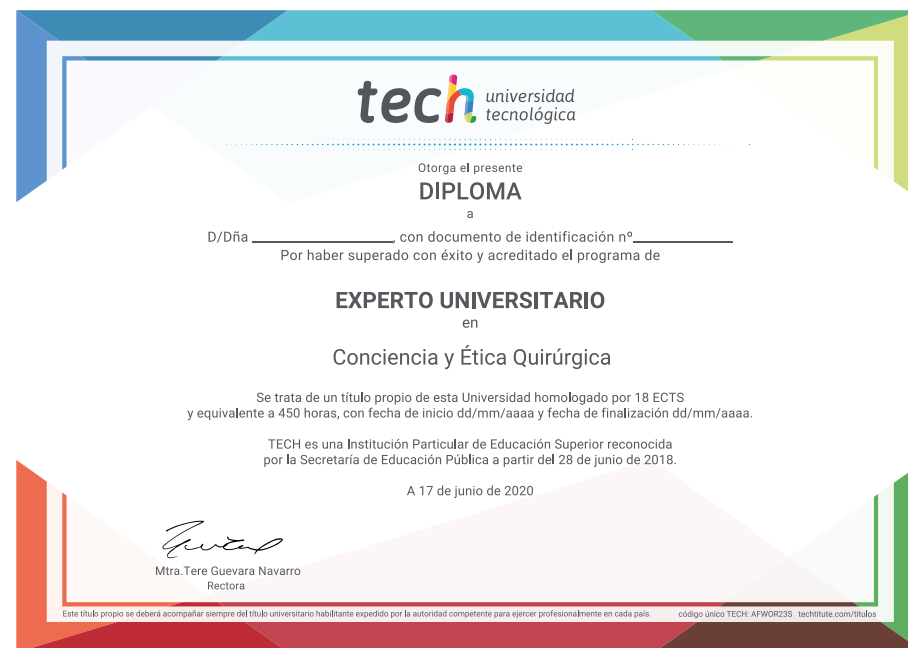 tech universidad
tecnológica
Otorga el presente
DIPLOMA
a
D/Dña ____________________, con documento de identificación nº______________
Por haber superado con éxito y acreditado el programa de
EXPERTO UNIVERSITARIO
en
Conciencia y Ética Quirúrgica
Se trata de un título propio de esta Universidad homologado por 18 ECTS
y equivalente a 450 horas, con fecha de inicio dd/mm/aaaa y fecha de finalización dd/mm/aaaa.
TECH es una Institución Particular de Educación Superior reconocida
por la Secretaría de Educación Pública a partir del 28 de junio de 2018.
A 17 de junio de 2020
Mtra.Tere Guevara Navarro
Rectora
Este título propio se deberá acompañar siempre del título universitario habilitante expedido por la autoridad competente para ejercer profesionalmente en cada país. código único TECH: AFWOR23S techtitute.com/titulos